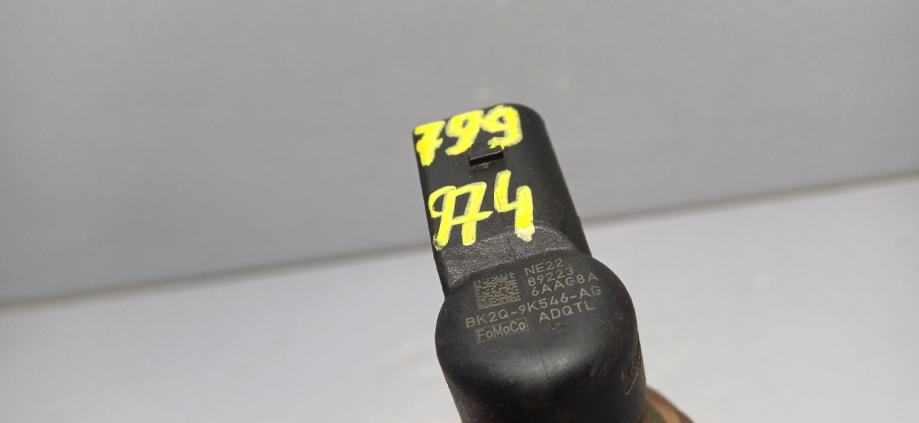 799
974
NE22
89223
6AAG8A
BK2Q-9K546-AG
FoMoCo ADQTL